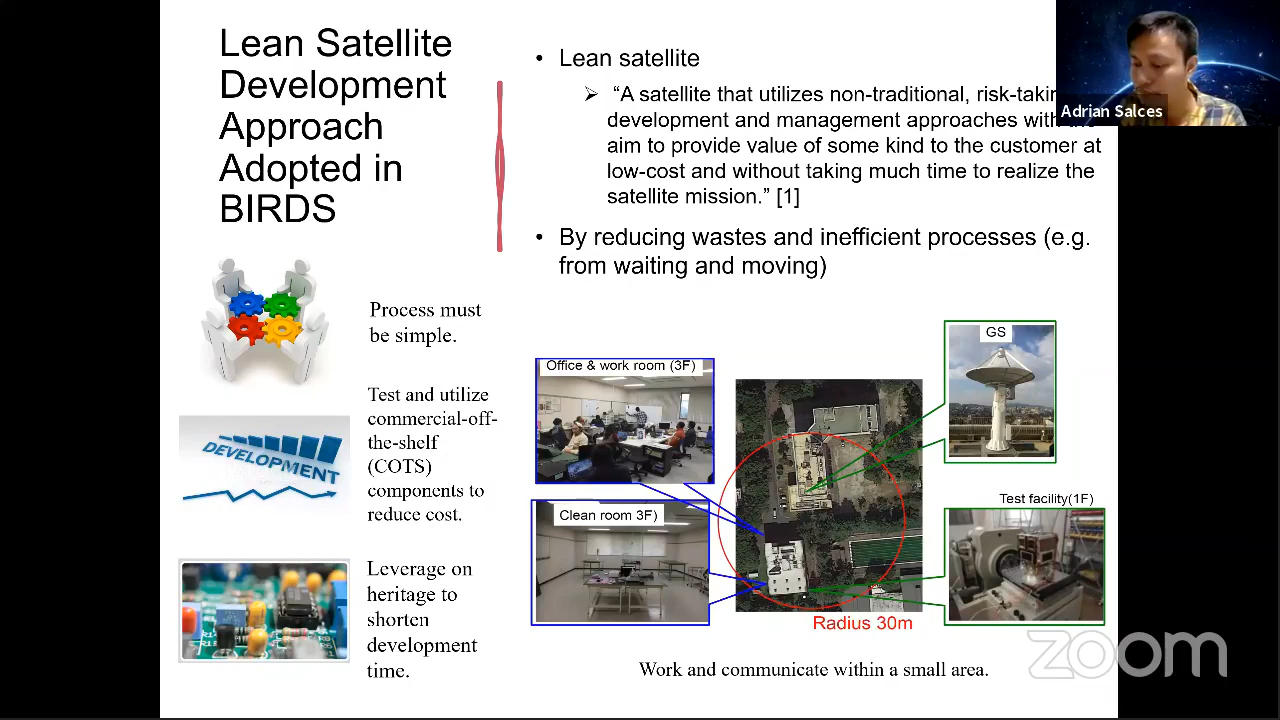 Lean Satellite
Development
Approach
Adopted in
BIRDS
• Lean satellite
“A satellite that utilizes non-traditional,
development and management approaches with
aim to provide value of some kind to the customer at
low-cost and without taking much time to realize the
satellite mission.” [1]
• By reducing wastes and inefficient processes (e.g.
from waiting and moving)
Adrian Salces
Process must
be simple.
Test and utilize
commercial-off-
the-shelf
(COTS)
components to
reduce cost.
DEVELOPMENT
Leverage on
heritage to
shorten
development
time.
Office & work room (3F)
Clean room 3F)
GS
Test facility(1F)
Radius 30m
Work and communicate within a small area.
zoom